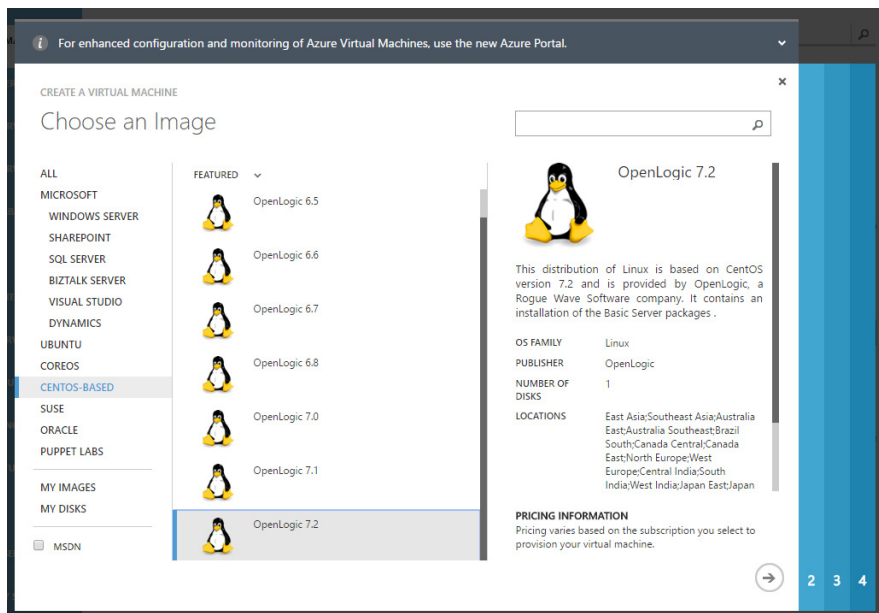 For enhanced configuration and monitoring of Azure Virtual Machines, use the new Azure Portal.
CREATE A VIRTUAL MACHINE
Choose an Image
ALL
MICROSOFT
WINDOWS SERVER
SHAREPOINT
SQL SERVER
BIZTALK SERVER
VISUAL STUDIO
DYNAMICS
UBUNTU
COREOS
CENTOS-BASED
SUSE
ORACLE
PUPPET LABS
MY IMAGES
MY DISKS
MSDN
FEATURED
OpenLogic 6.5
OpenLogic 6.6
OpenLogic 6.7
OpenLogic 6.8
OpenLogic 7.0
OpenLogic 7.1
OpenLogic 7.2
OpenLogic 7.2
This distribution of Linux is based on CentOS
version 7.2 and is provided by OpenLogic, a
Rogue Wave Software company. It contains an
installation of the Basic Server packages .
OS FAMILY Linux
PUBLISHER OpenLogic
NUMBER OF 1
DISKS
LOCATIONS East Asia;Southeast Asia;Australia
East;Australia Southeast;Brazil
South;Canada Central;Canada
East;North Europe;West
Europe;Central India;South
India;West India;Japan East;Japan
PRICING INFORMATION
Pricing varies based on the subscription you select to
provision your virtual machine.
2 3 4